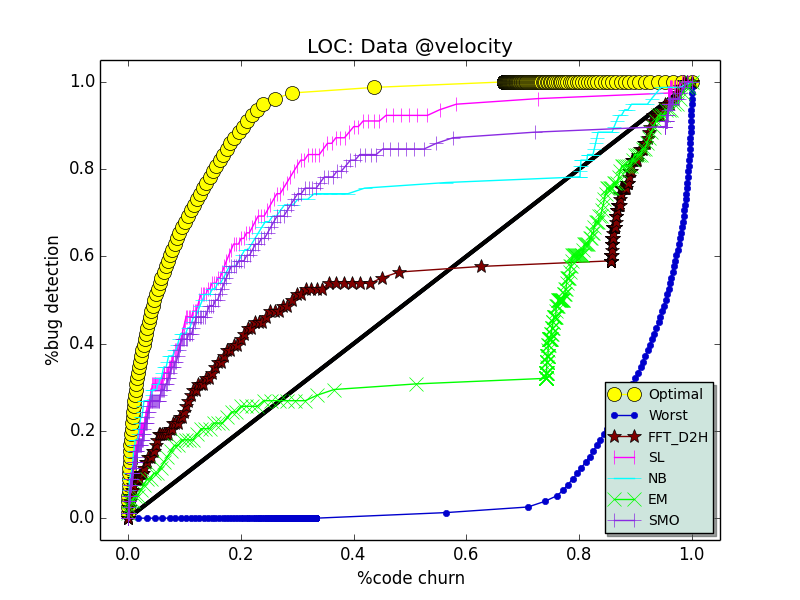 LOC: Data @velocity
1.0
0.8
0.6
0.4
0.2
0.0
%bug detection
0.0 0.2 0.4 0.6 0.8 1.0
%code churn
Optimal
Worst
FFT_D2H
SL
NB
EM
SMO